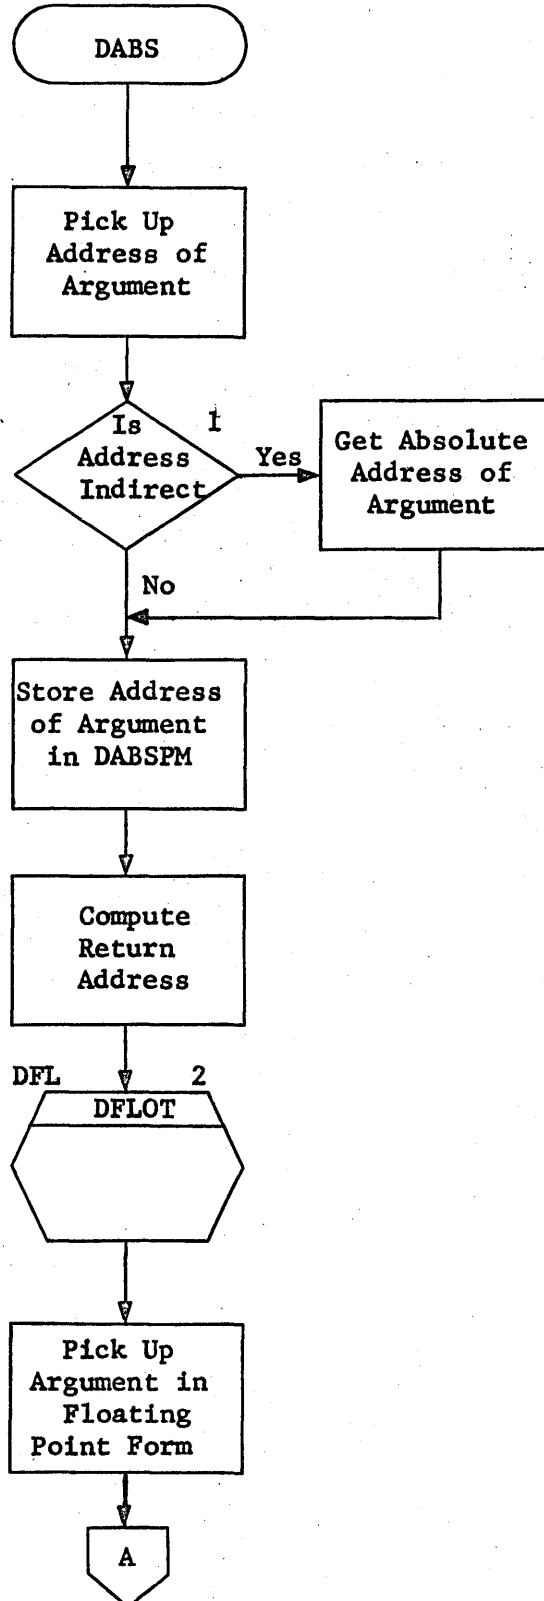 DABS
Pick Up
Address of
Argument
1
Is
Address
Indirect
Yes
Get Absolute
Address of
Argument
No
Store Address
of Argument
in DABSPM
Compute
Return
Address
DFL 2
DFLOT
Pick Up
Argument in
Floating
Point Form
A